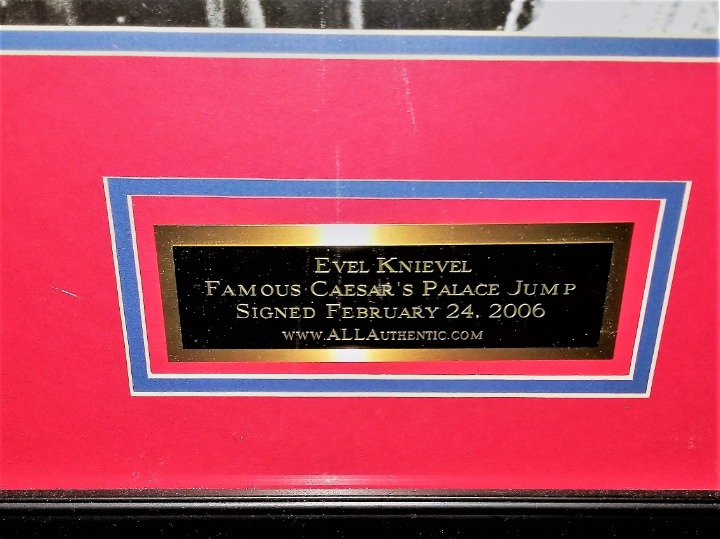 Evel Knievel
Famous Caesar's Palace Jump
Signed February 24, 2006
www.ALLAuthentic.com